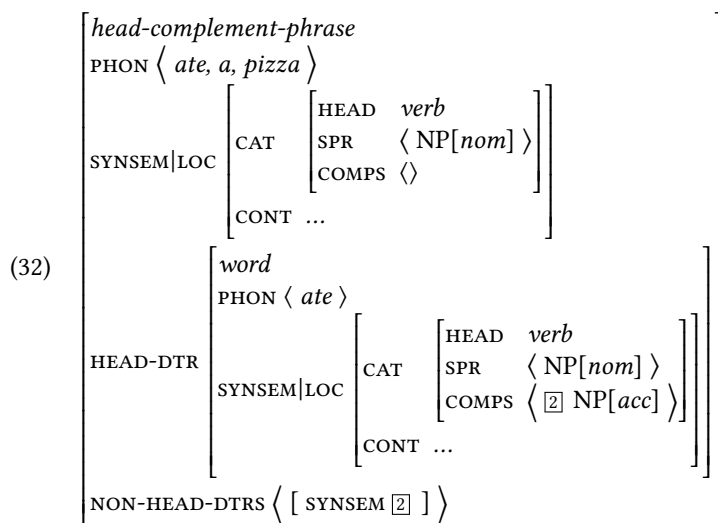 head-complement-phrase
PHON ⟨ ate, a, pizza ⟩
HEAD verb
SPR ⟨ NP[nom] ⟩
COMPS ⟨⟩
CAT
SYNSEM|LOC
CONT ...
(32)
word
PHON ⟨ ate ⟩
HEAD verb
SPR ⟨ NP[nom] ⟩
COMPS ⟨ 2 NP[acc] ⟩
CAT
SYNSEM|LOC
CONT ...
HEAD-DTR
NON-HEAD-DTRS ⟨ [ SYNSEM 2 ] ⟩